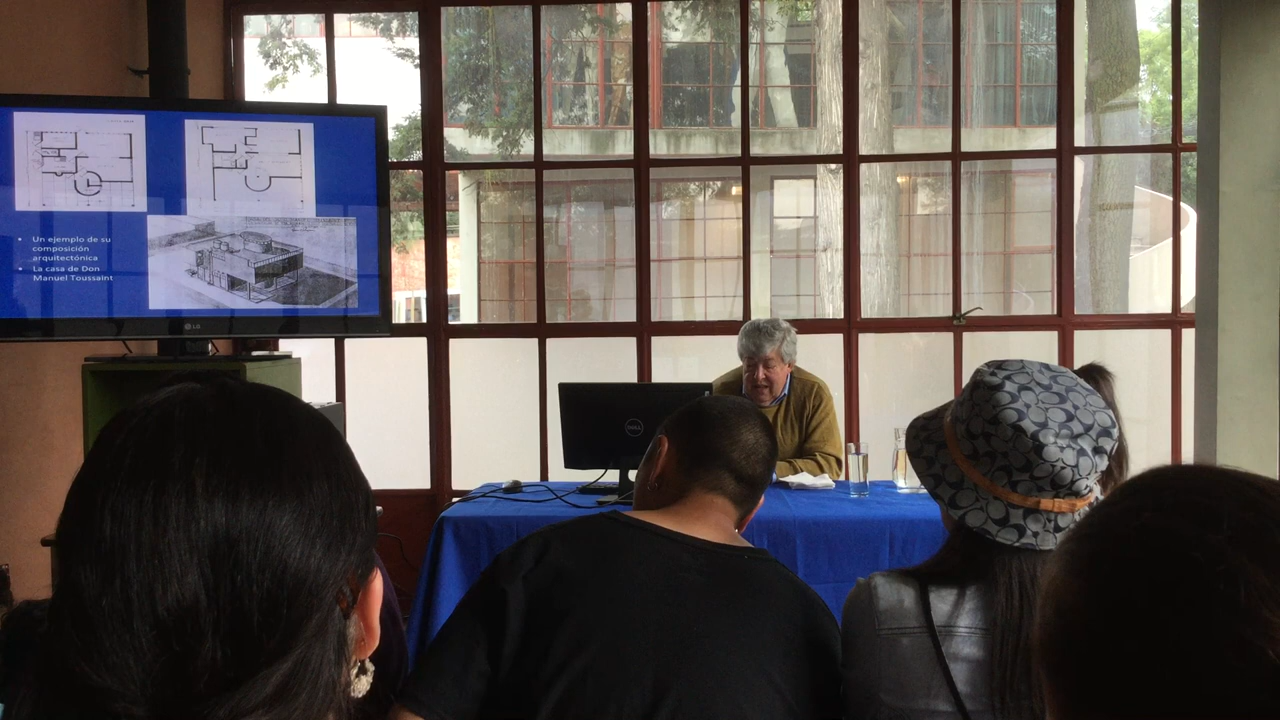 Un ejemplo de su
composición
arquitectónica
La casa de Don
Manuel Toussaint
LG
DELL